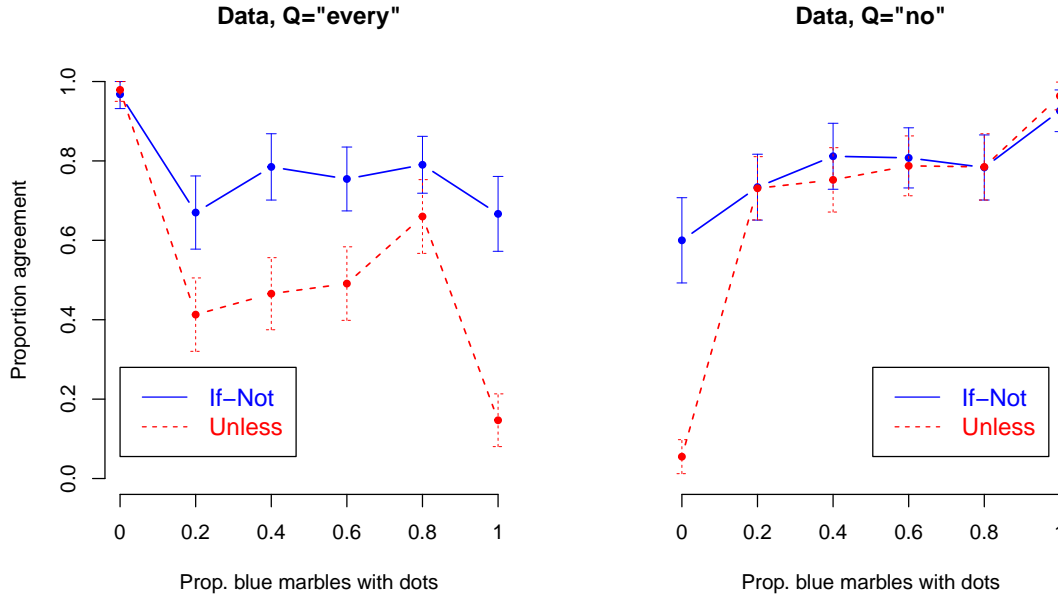 Data, Q="every"
Proportion agreement
1.0
0.8
0.6
0.4
0.2
0.0
If−Not
Unless
0 0.2 0.4 0.6 0.8 1
Prop. blue marbles with dots
Data, Q="no"
If−Not
Unless
0 0.2 0.4 0.6 0.8 1
Prop. blue marbles with dots